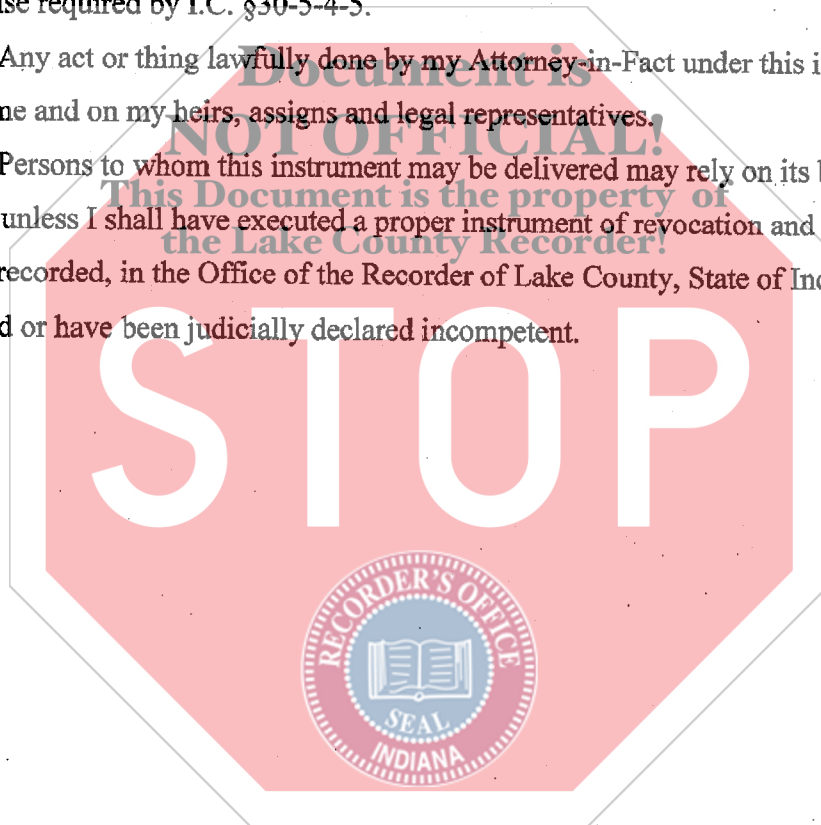 ise required by I.C. §30-5-4-5.
Any act or thing lawfully done by my Attorney-in-Fact under this i
ne and on my heirs, assigns and legal representatives.
Persons to whom this instrument may be delivered may rely on its
unless I shall have executed a proper instrument of revocation and
recorded, in the Office of the Recorder of Lake County, State of Ind
d or have been judicially declared incompetent.
Document is
NOT OFFICIAL!
This Document is the property of
the Lake County Recorder!
STOP
RECORDER'S OFFICE
SEAL
INDIANA